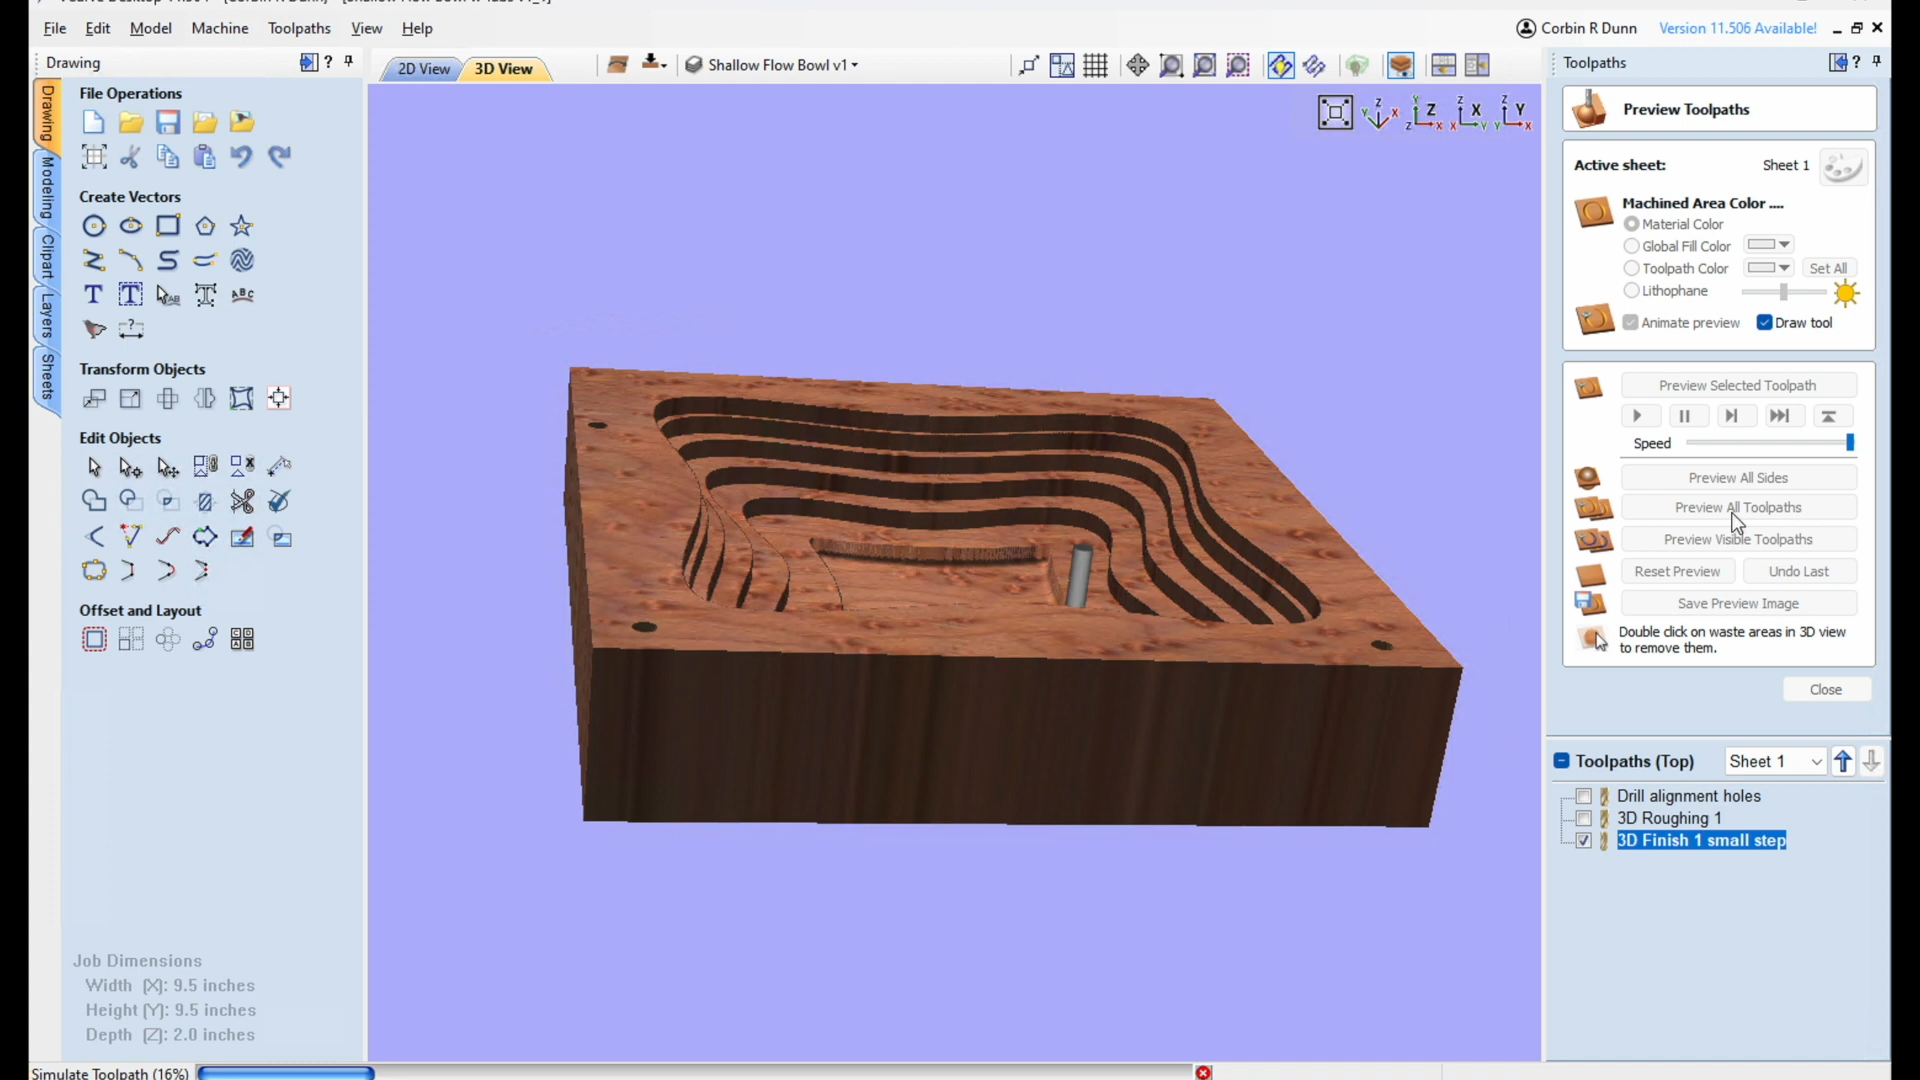 File Edit Model Machine Toolpaths View Help
Corbin R Dunn Version 11.506 Available!
Drawing
2D View 3D View Shallow Flow Bowl v1
Toolpaths
Drawing
Modeling
Clipart
Layers
Sheets
File Operations
Create Vectors
Transform Objects
Edit Objects
Offset and Layout
Job Dimensions
Width (X): 9.5 inches
Height (Y): 9.5 inches
Depth (Z): 2.0 inches
Simulate Toolpath (16%)
Preview Toolpaths
Active sheet: Sheet 1
Machined Area Color ....
Material Color
Global Fill Color
Toolpath Color Set All
Lithophane
Animate preview Draw tool
Preview Selected Toolpath
Speed
Preview All Sides
Preview All Toolpaths
Preview Visible Toolpaths
Reset Preview Undo Last
Save Preview Image
Double click on waste areas in 3D view
to remove them.
Close
Toolpaths (Top) Sheet 1
Drill alignment holes
3D Roughing 1
3D Finish 1 small step